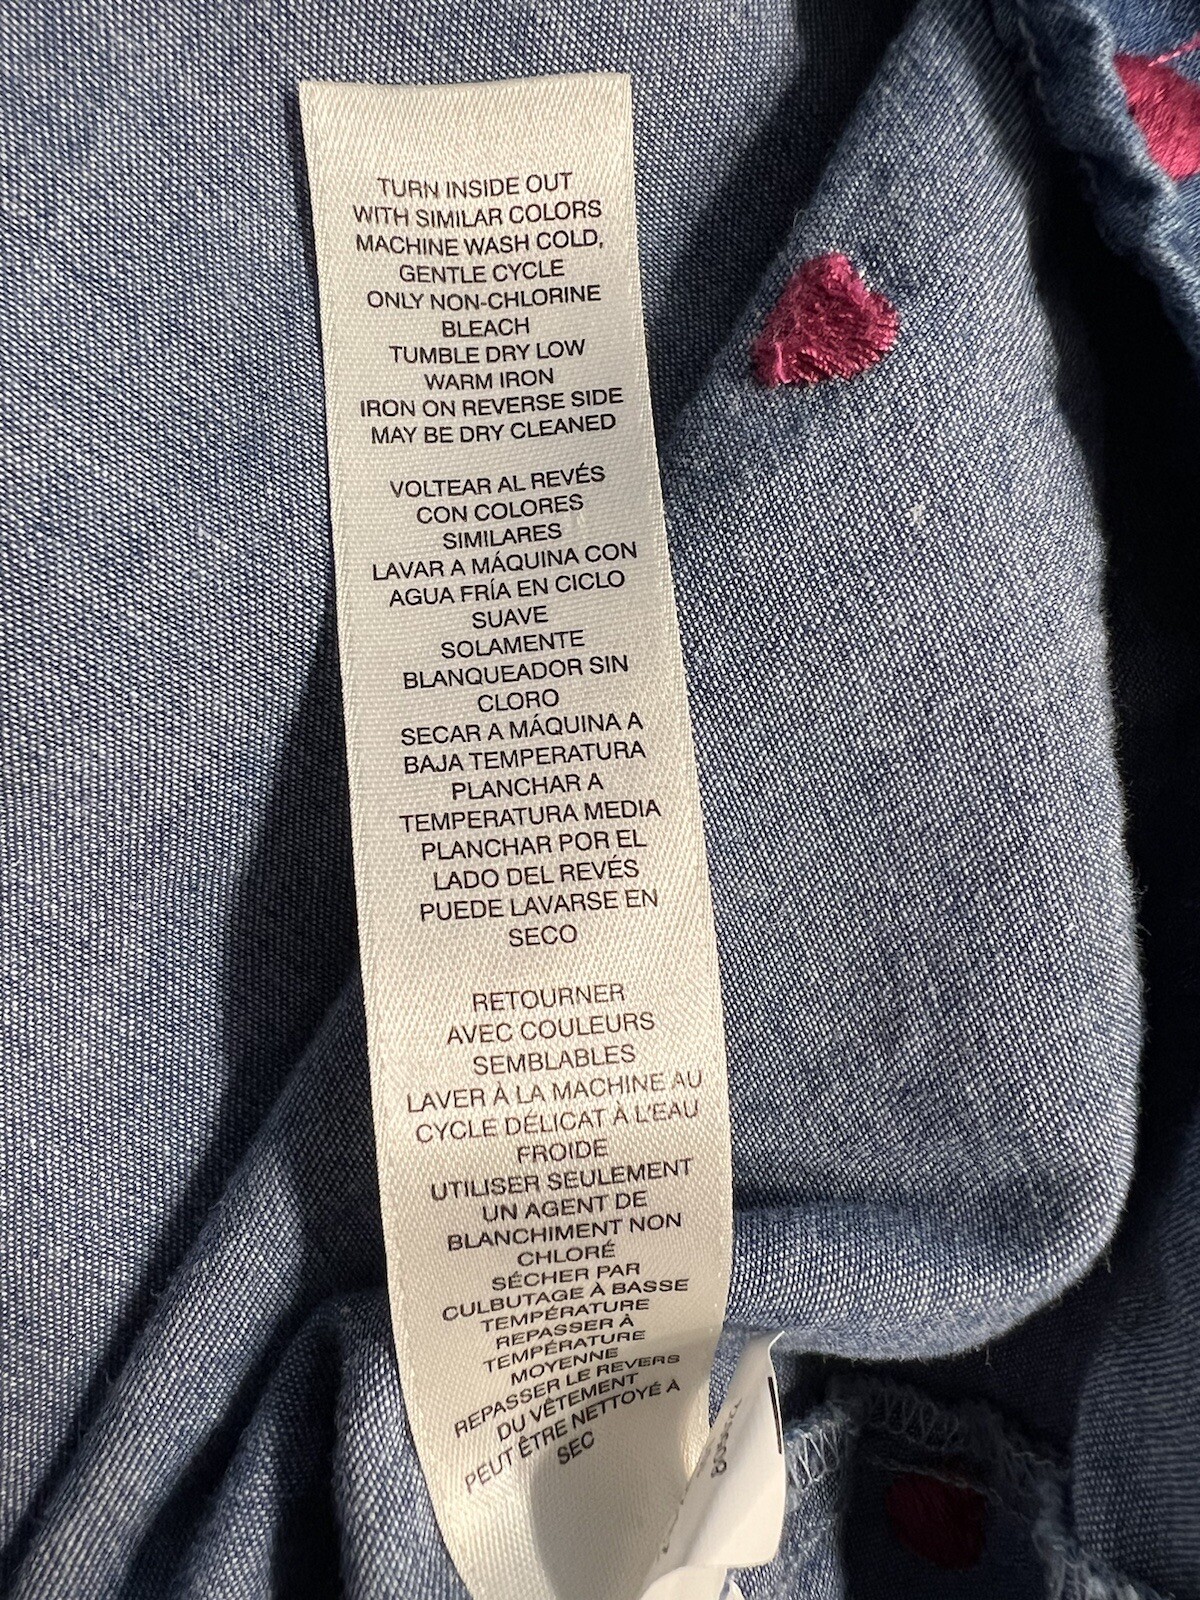 TURN INSIDE OUT
WITH SIMILAR COLORS
MACHINE WASH COLD,
GENTLE CYCLE
ONLY NON-CHLORINE
BLEACH
TUMBLE DRY LOW
WARM IRON
IRON ON REVERSE SIDE
MAY BE DRY CLEANED
VOLTEAR AL REVÉS
CON COLORES
SIMILARES
LAVAR A MÁQUINA CON
AGUA FRÍA EN CICLO
SUAVE
SOLAMENTE
BLANQUEADOR SIN
CLORO
SECAR A MÁQUINA A
BAJA TEMPERATURA
PLANCHAR A
TEMPERATURA MEDIA
PLANCHAR POR EL
LADO DEL REVÉS
PUEDE LAVARSE EN
SECO
RETOURNER
AVEC COULEURS
SEMBLABLES
LAVER À LA MACHINE AU
CYCLE DÉLICAT À L'EAU
FROIDE
UTILISER SEULEMENT
UN AGENT DE
BLANCHIMENT NON
CHLORÉ
SÉCHER PAR
CULBUTAGE À BASSE
TEMPÉRATURE
REPASSER À
TEMPÉRATURE
MOYENNE
REPASSER LE REVERS
DU VÊTEMENT
PEUT ÊTRE NETTOYÉ À
SEC